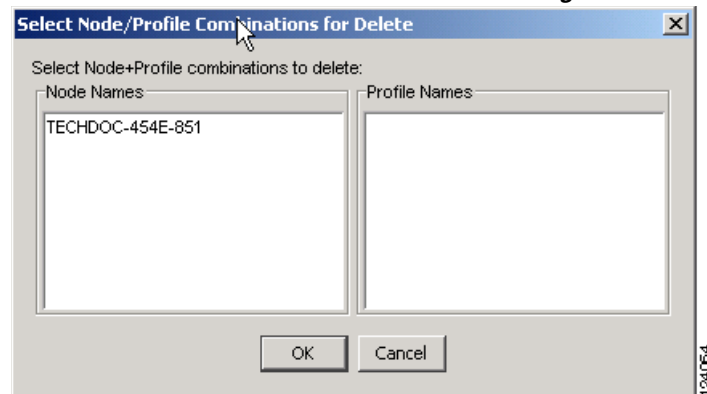 Select Node/Profile Combinations for Delete
Select Node+Profile combinations to delete:
Node Names
Profile Names
TECHDOC-454E-851
OK
Cancel
124054